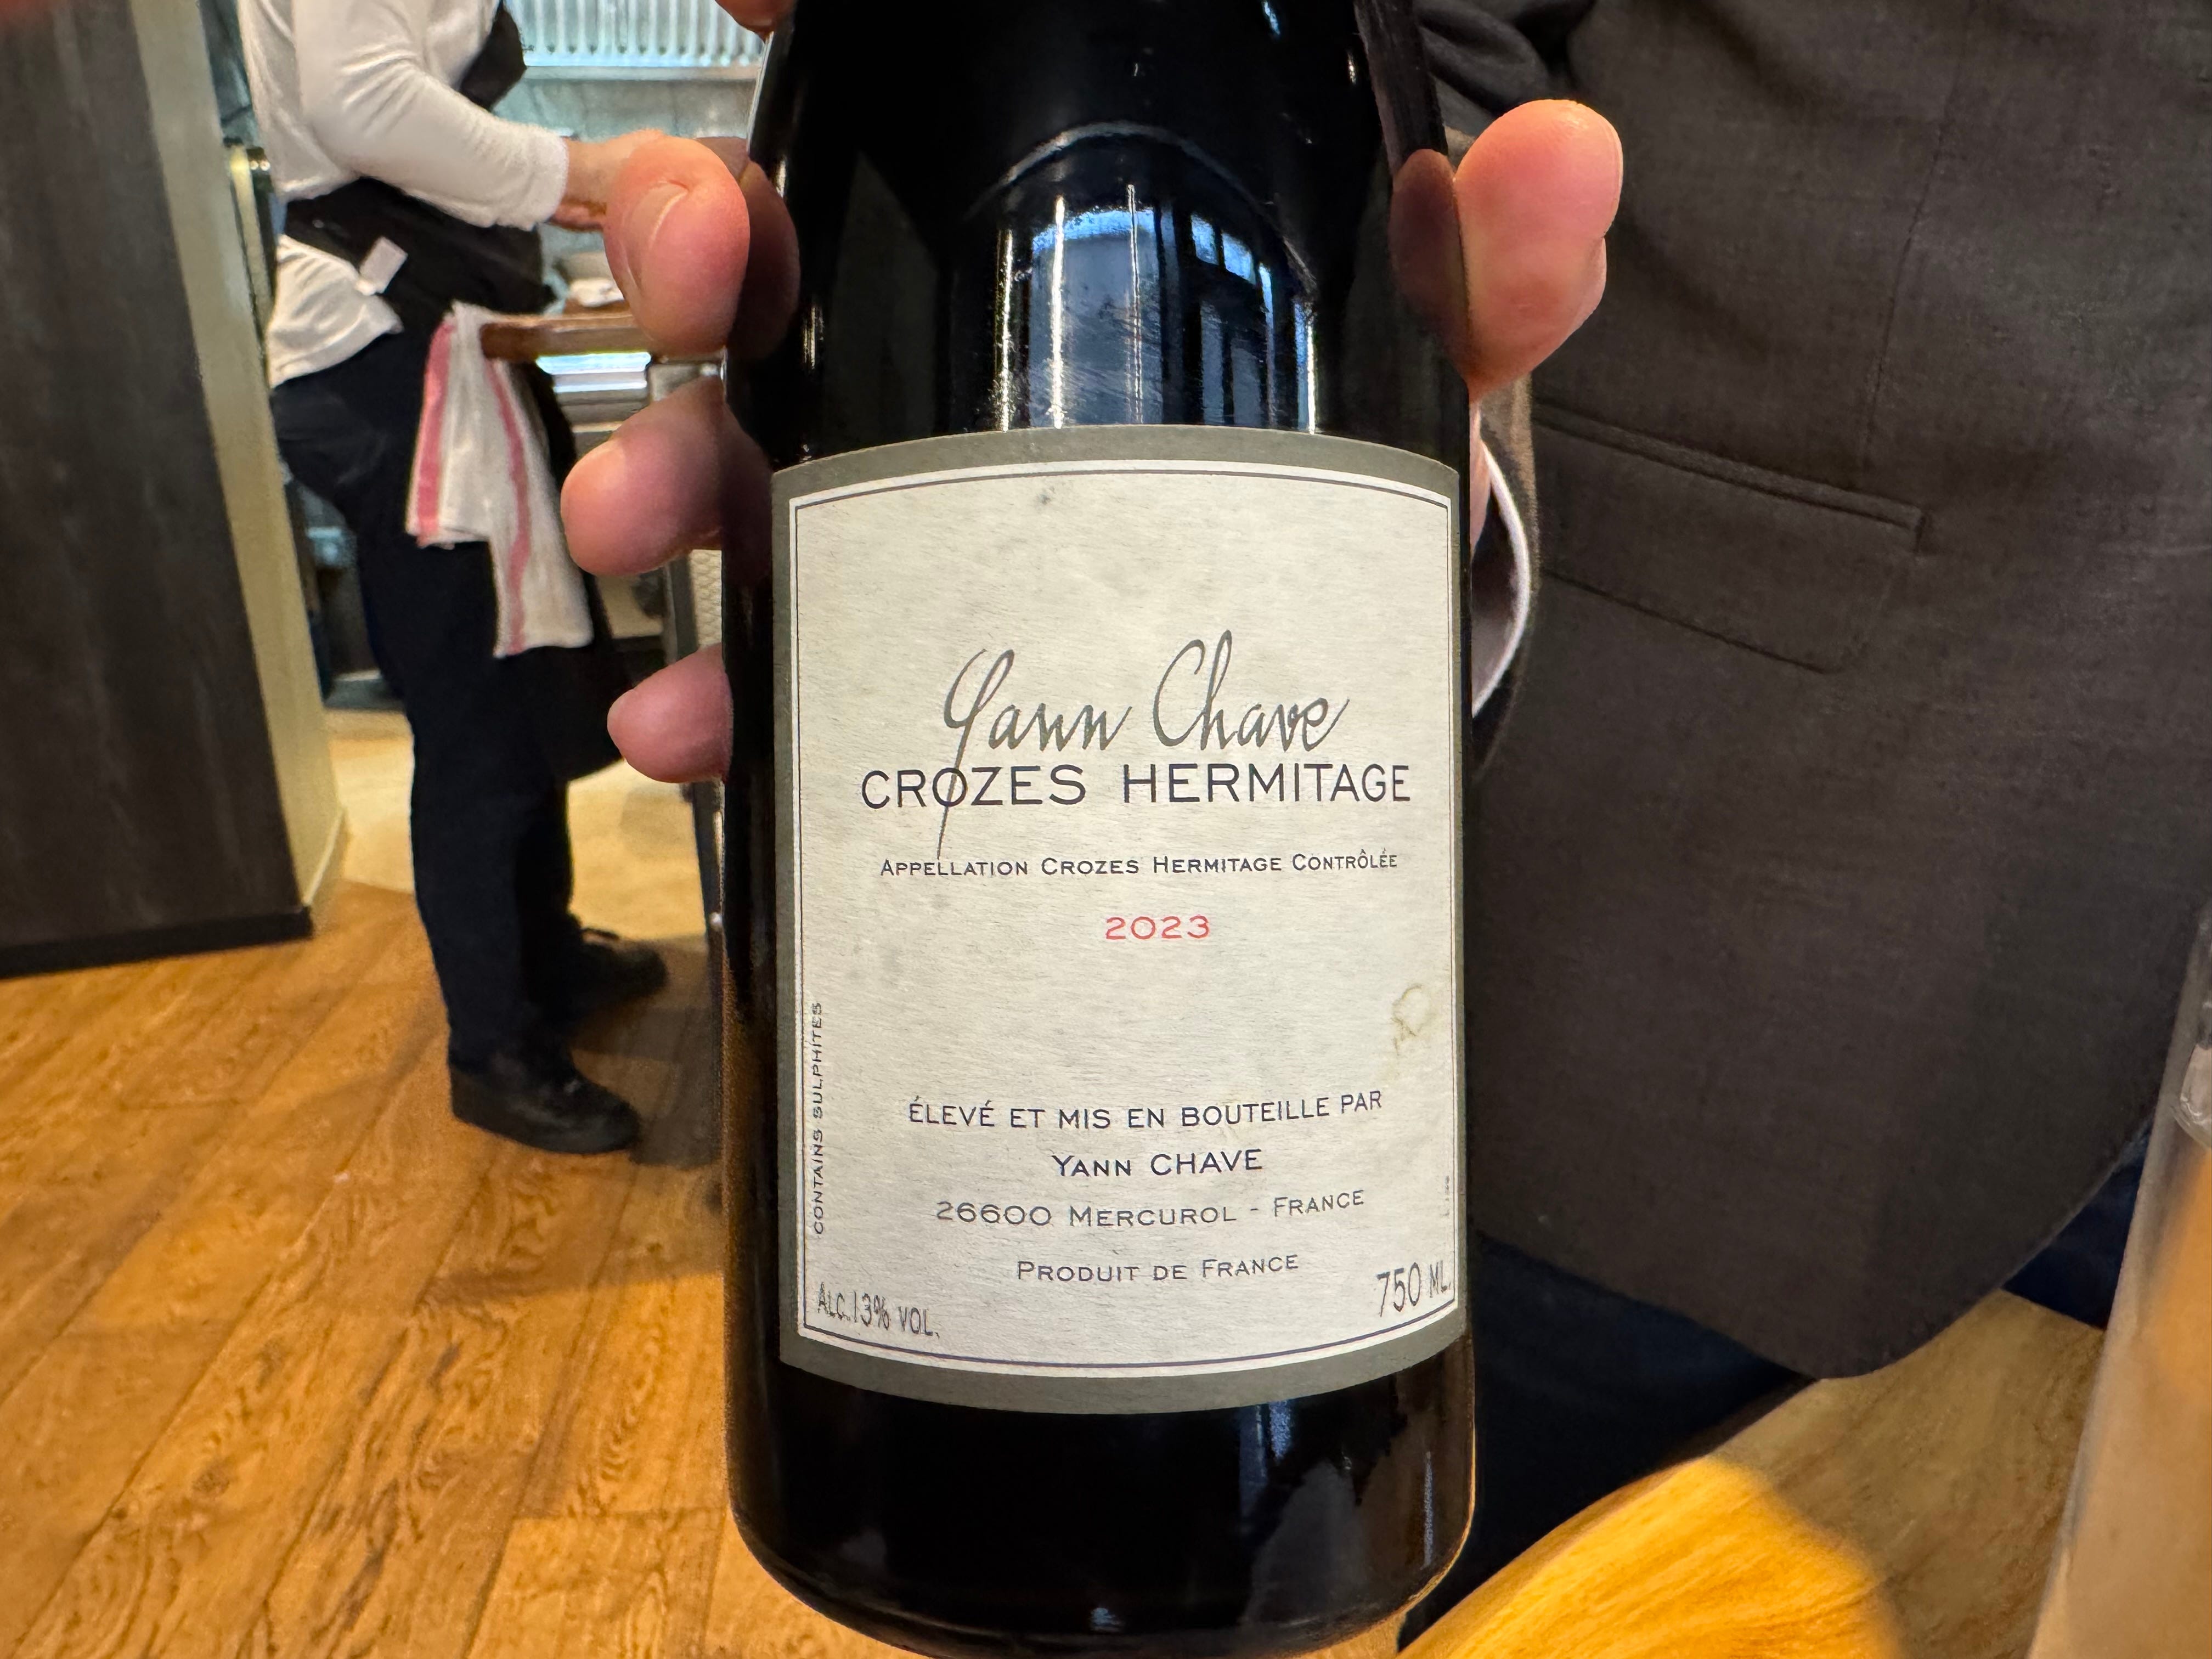 Yann Chave
CROZES HERMITAGE
APPELLATION CROZES HERMITAGE CONTRÔLÉE
2023
CONTAINS SULPHITES
ÉLEVÉ ET MIS EN BOUTEILLE PAR
YANN CHAVE
26600 MERCUROL - FRANCE
PRODUIT DE FRANCE
ALC.13% VOL.
750 ML.